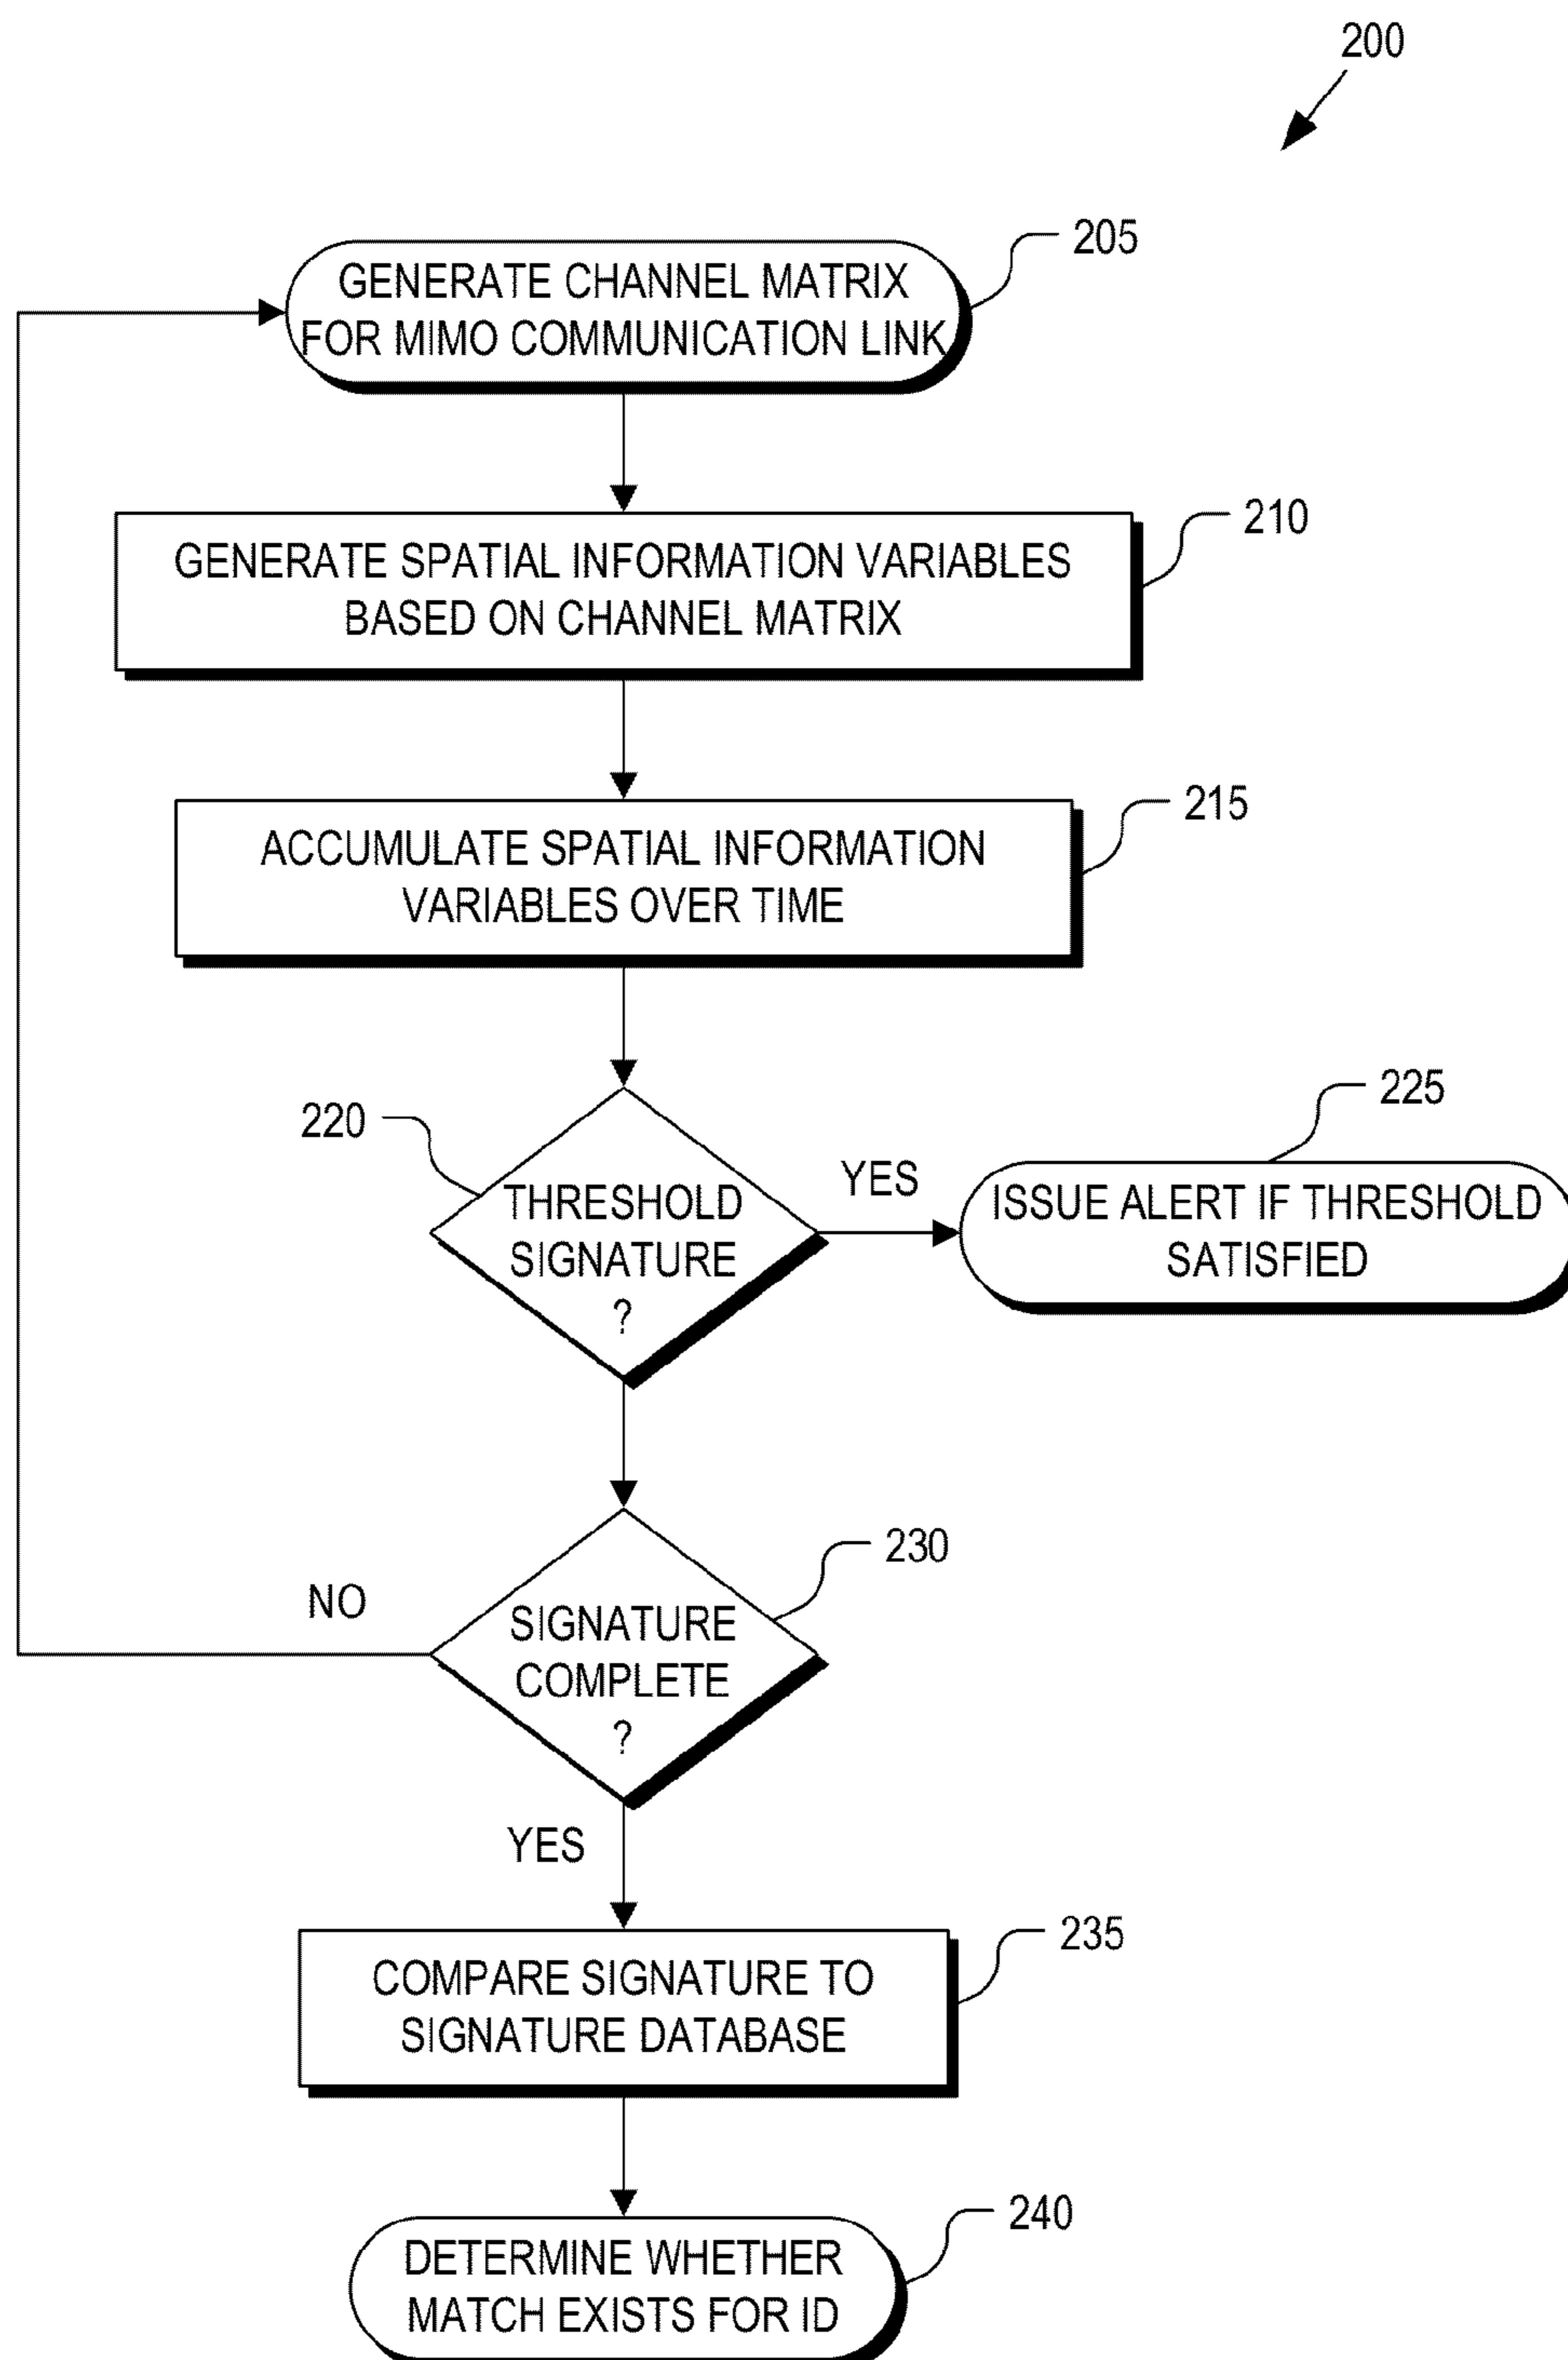 200
205
GENERATE CHANNEL MATRIX
FOR MIMO COMMUNICATION LINK
210
GENERATE SPATIAL INFORMATION VARIABLES
BASED ON CHANNEL MATRIX
215
ACCUMULATE SPATIAL INFORMATION
VARIABLES OVER TIME
220
THRESHOLD
SIGNATURE
?
YES
225
ISSUE ALERT IF THRESHOLD
SATISFIED
230
NO
SIGNATURE
COMPLETE
?
YES
235
COMPARE SIGNATURE TO
SIGNATURE DATABASE
240
DETERMINE WHETHER
MATCH EXISTS FOR ID